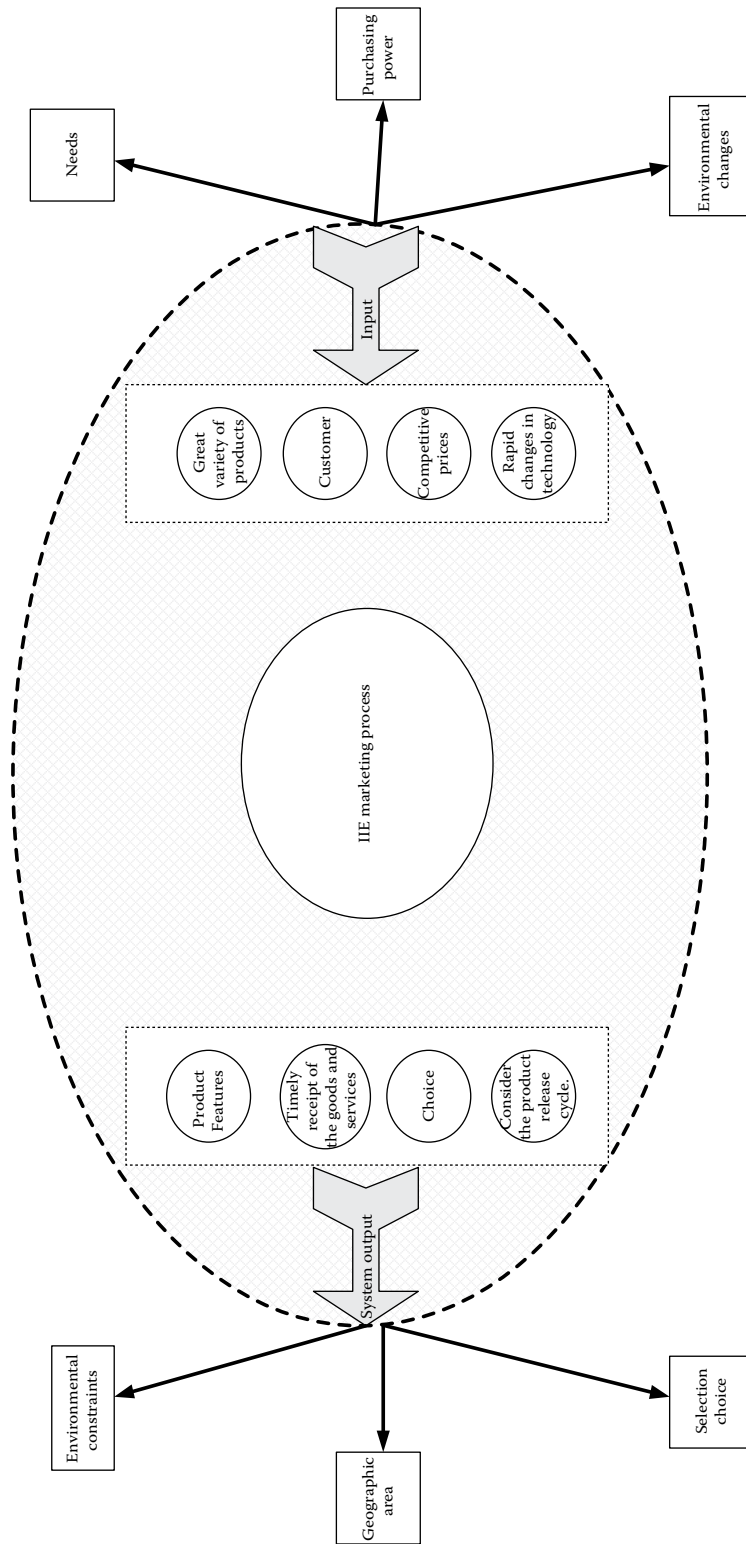 Environmental
constraints
Geographic
area
Selection
choice
System output
Product
Features
Timely
receipt of
the goods and
services
Choice
Consider
the product
release
cycle.
IIE marketing process
Great
variety of
products
Customer
Competitive
prices
Rapid
changes in
technology
Input
Needs
Purchasing
power
Environmental
changes